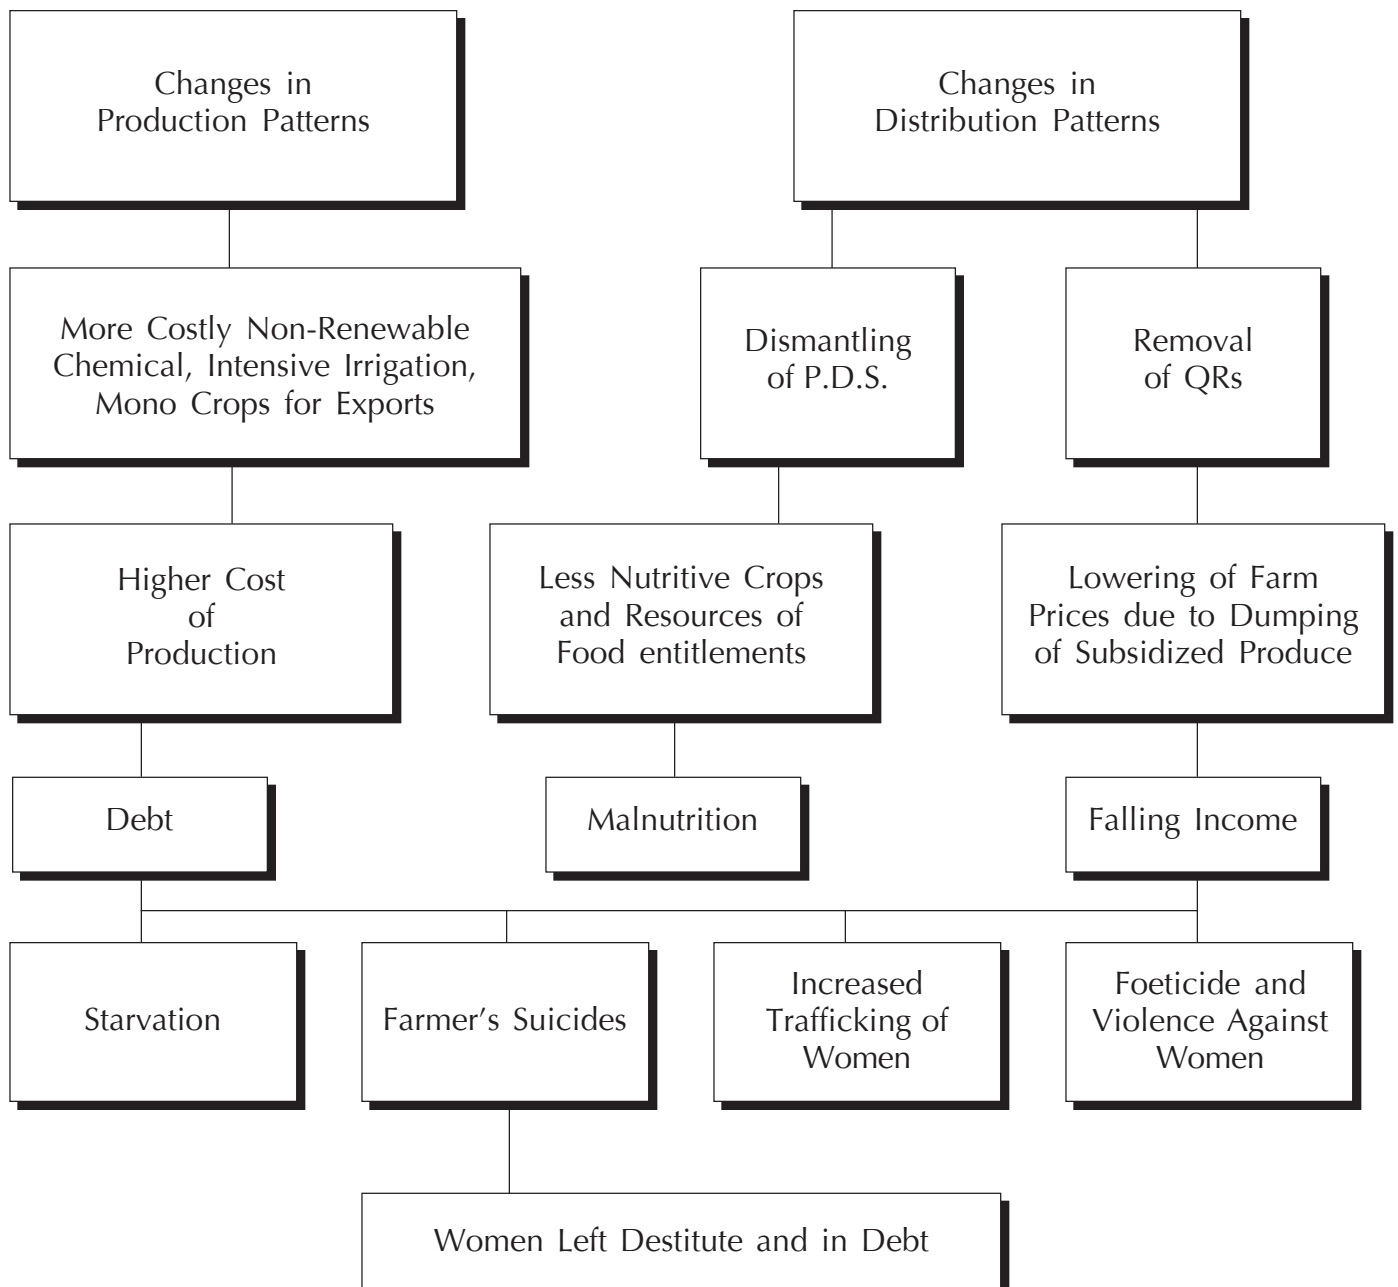 Changes in
Production Patterns
Changes in
Distribution Patterns
More Costly Non-Renewable
Chemical, Intensive Irrigation,
Mono Crops for Exports
Dismantling
of P.D.S.
Removal
of QRs
Higher Cost
of
Production
Less Nutritive Crops
and Resources of
Food entitlements
Lowering of Farm
Prices due to Dumping
of Subsidized Produce
Debt
Malnutrition
Falling Income
Starvation
Farmer's Suicides
Increased
Trafficking of
Women
Foeticide and
Violence Against
Women
Women Left Destitute and in Debt